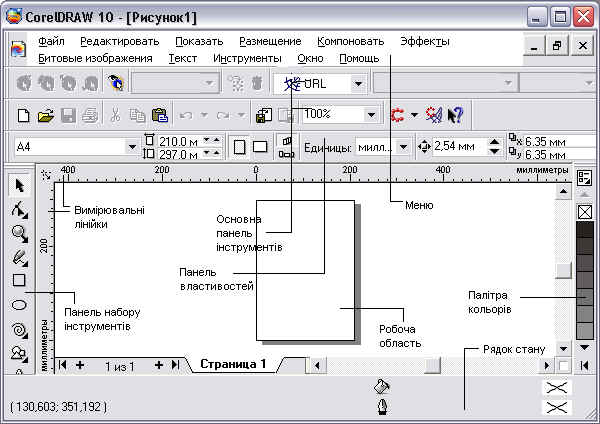 CorelDRAW 10 - [Рисунок1]
Файл Редактировать Показать Размещение Компоновать Эффекты
Битовые изображения Текст Инструменты Окно Помощь
URL
100%
A4
210.0 м
297.0 м
Единицы: милл...
2,54 mm
6.35 мм
6.35 мм
400 200 0 200 400 миллиметры
Вимірювальні
лінійки
Основна
панель
інструментів
Меню
200
Панель
властивостей
Панель набору
інструментів
Робоча
область
Палітра
кольорів
миллиметры
Рядок стану
1 из 1
Страница 1
( 130,603; 351,192 )